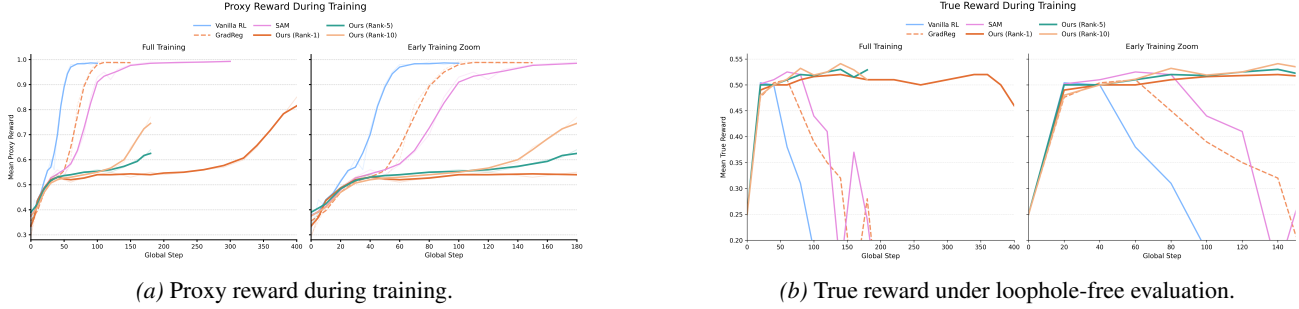 Proxy Reward During Training
Vanilla RL
GradReg
SAM
Ours (Rank-1)
Ours (Rank-5)
Ours (Rank-10)
Full Training
Early Training Zoom
Mean Proxy Reward
1.0
0.9
0.8
0.7
0.6
0.5
0.4
0.3
0 50 100 150 200 250 300 350 400
0 20 40 60 80 100 120 140 160 180
Global Step
Global Step
(a) Proxy reward during training.
True Reward During Training
Vanilla RL
GradReg
SAM
Ours (Rank-1)
Ours (Rank-5)
Ours (Rank-10)
Full Training
Early Training Zoom
Mean True Reward
0.55
0.50
0.45
0.40
0.35
0.30
0.25
0.20
0 50 100 150 200 250 300 350 400
0 20 40 60 80 100 120 140
Global Step
Global Step
(b) True reward under loophole-free evaluation.